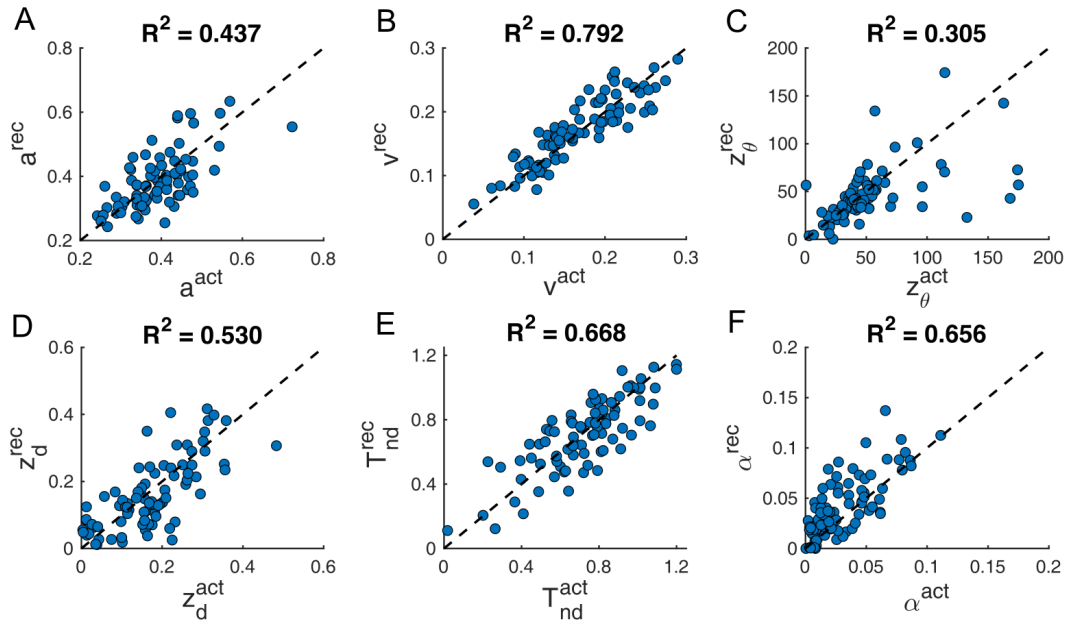 A
R² = 0.437
0.8
0.6
0.4
0.2
0.2 0.4 0.6 0.8
a^rec
a^act
B
R² = 0.792
0.3
0.2
0.1
0
0 0.1 0.2 0.3
v^rec
v^act
C
R² = 0.305
200
150
100
50
0
0 50 100 150 200
z_θ^rec
z_θ^act
D
R² = 0.530
0.6
0.4
0.2
0
0 0.2 0.4 0.6
z_d^rec
z_d^act
E
R² = 0.668
1.2
0.8
0.4
0
0 0.4 0.8 1.2
T_nd^rec
T_nd^act
F
R² = 0.656
0.2
0.15
0.1
0.05
0
0 0.05 0.1 0.15 0.2
α^rec
α^act